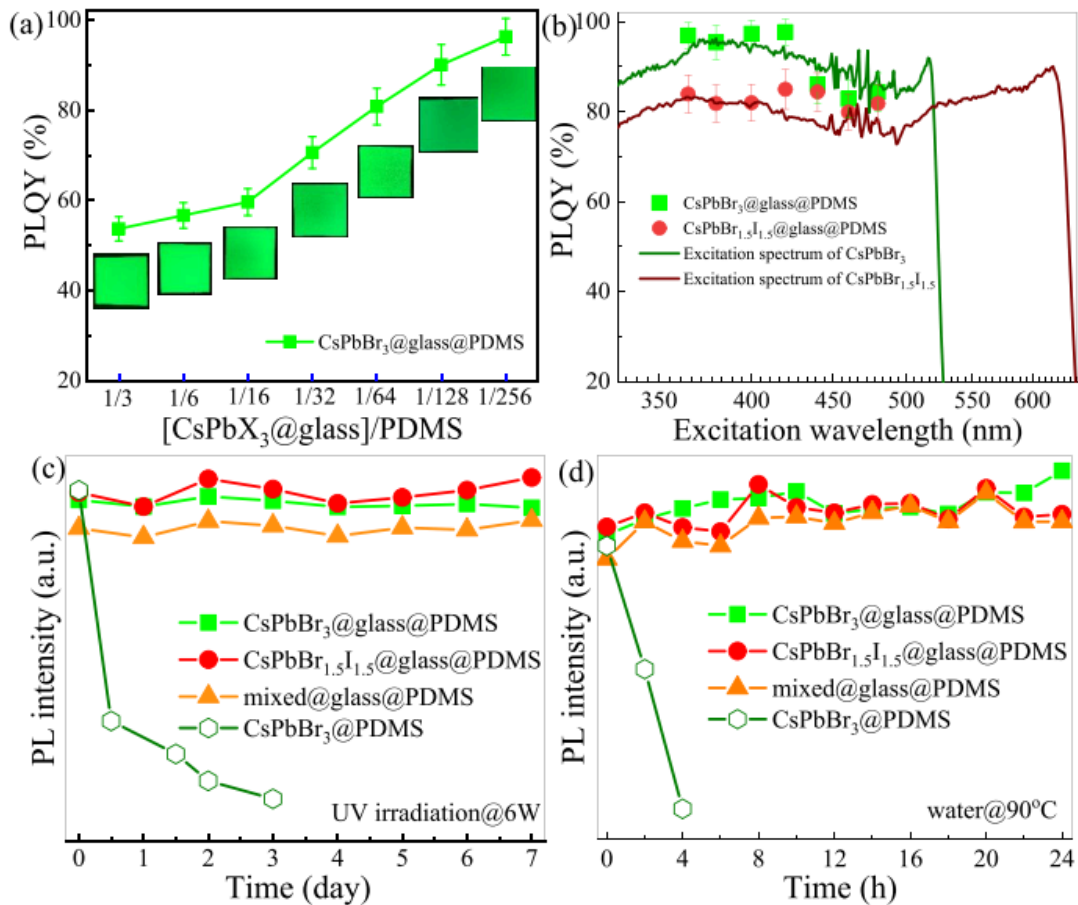 (a)
100
80
60
40
20
PLQY (%)
CsPbBr₃@glass@PDMS
1/3 1/6 1/16 1/32 1/64 1/128 1/256
[CsPbX₃@glass]/PDMS
(b)
100
80
60
40
20
PLQY (%)
CsPbBr₃@glass@PDMS
CsPbBr₁.₅I₁.₅@glass@PDMS
Excitation spectrum of CsPbBr₃
Excitation spectrum of CsPbBr₁.₅I₁.₅
350 400 450 500 550 600
Excitation wavelength (nm)
(c)
PL intensity (a.u.)
CsPbBr₃@glass@PDMS
CsPbBr₁.₅I₁.₅@glass@PDMS
mixed@glass@PDMS
CsPbBr₃@PDMS
UV irradiation@6W
0 1 2 3 4 5 6 7
Time (day)
(d)
PL intensity (a.u.)
CsPbBr₃@glass@PDMS
CsPbBr₁.₅I₁.₅@glass@PDMS
mixed@glass@PDMS
CsPbBr₃@PDMS
water@90°C
0 4 8 12 16 20 24
Time (h)